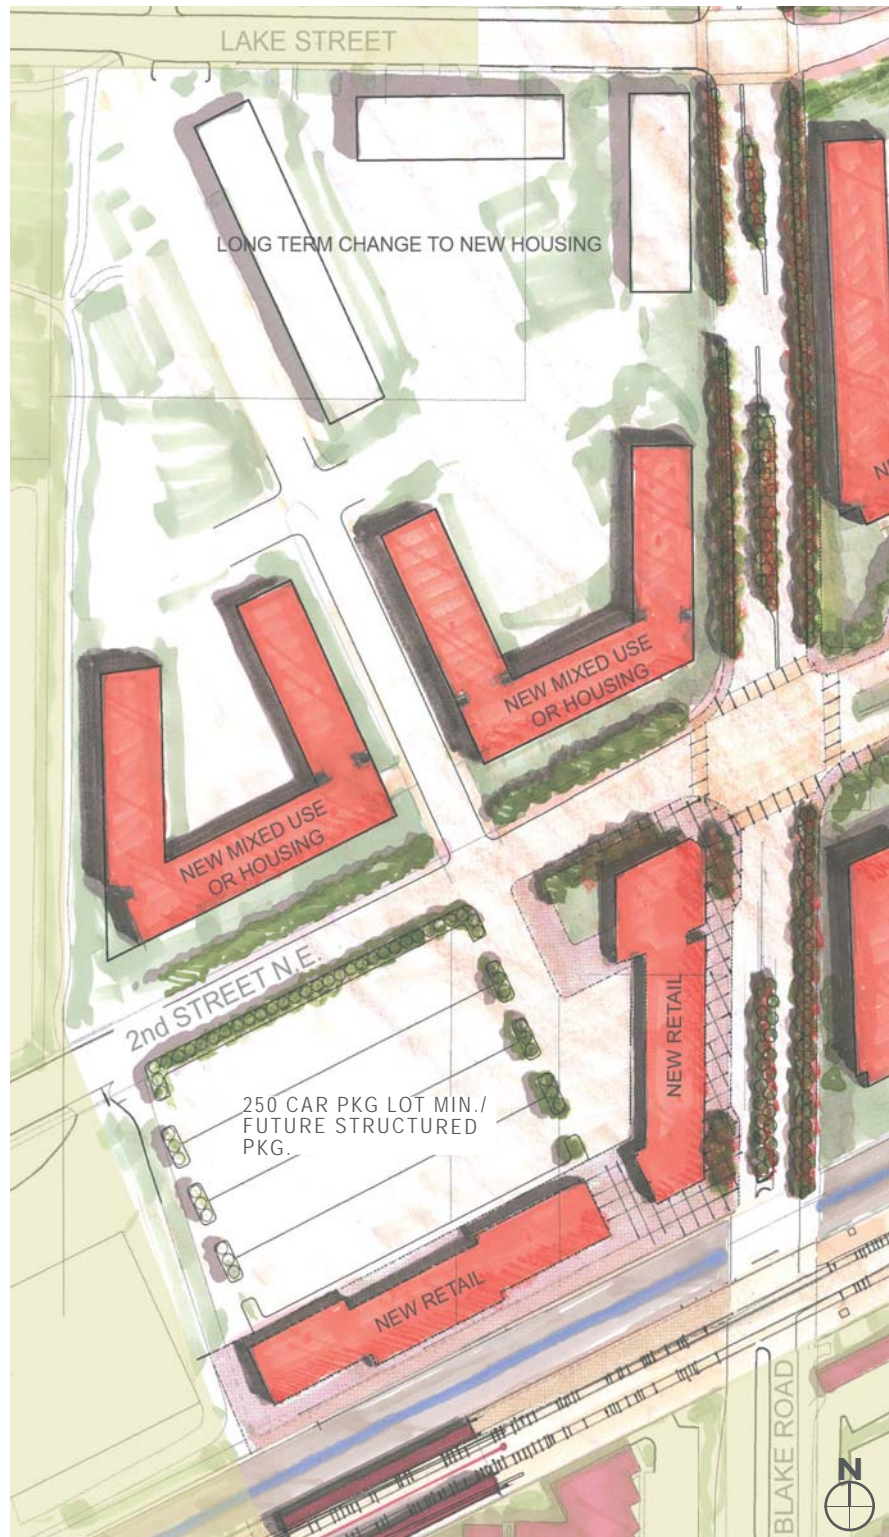 LAKE STREET
LONG TERM CHANGE TO NEW HOUSING
NEW MIXED USE
OR HOUSING
NEW MIXED USE
OR HOUSING
2nd STREET N.E.
NEW RETAIL
250 CAR PKG LOT MIN./
FUTURE STRUCTURED
PKG.
NEW RETAIL
BLAKE ROAD
N